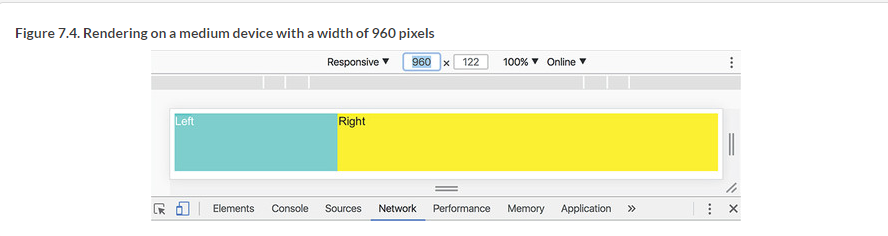 Figure 7.4. Rendering on a medium device with a width of 960 pixels
Responsive ▼ 960 x 122 100% ▼ Online ▼
Left Right
Elements Console Sources Network Performance Memory Application »